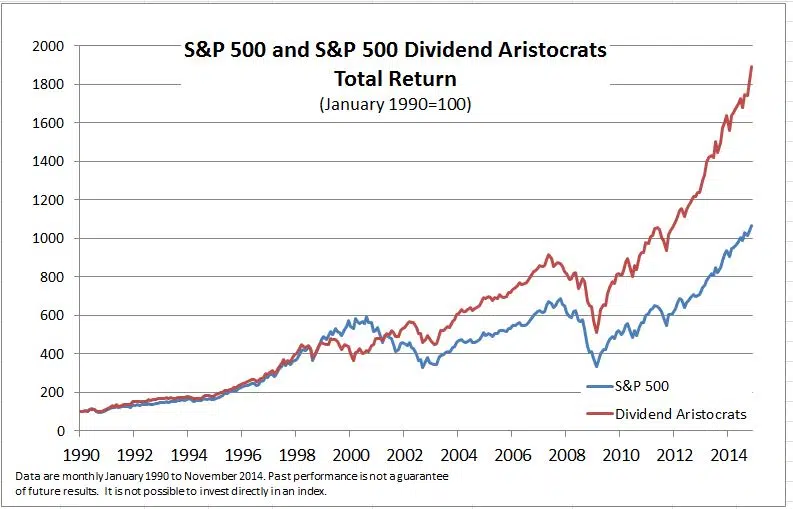 S&P 500 and S&P 500 Dividend Aristocrats
Total Return
(January 1990=100)
2000
1800
1600
1400
1200
1000
800
600
400
200
0
S&P 500
Dividend Aristocrats
1990 1992 1994 1996 1998 2000 2002 2004 2006 2008 2010 2012 2014
Data are monthly January 1990 to November 2014. Past performance is not a guarantee
of future results. It is not possible to invest directly in an index.